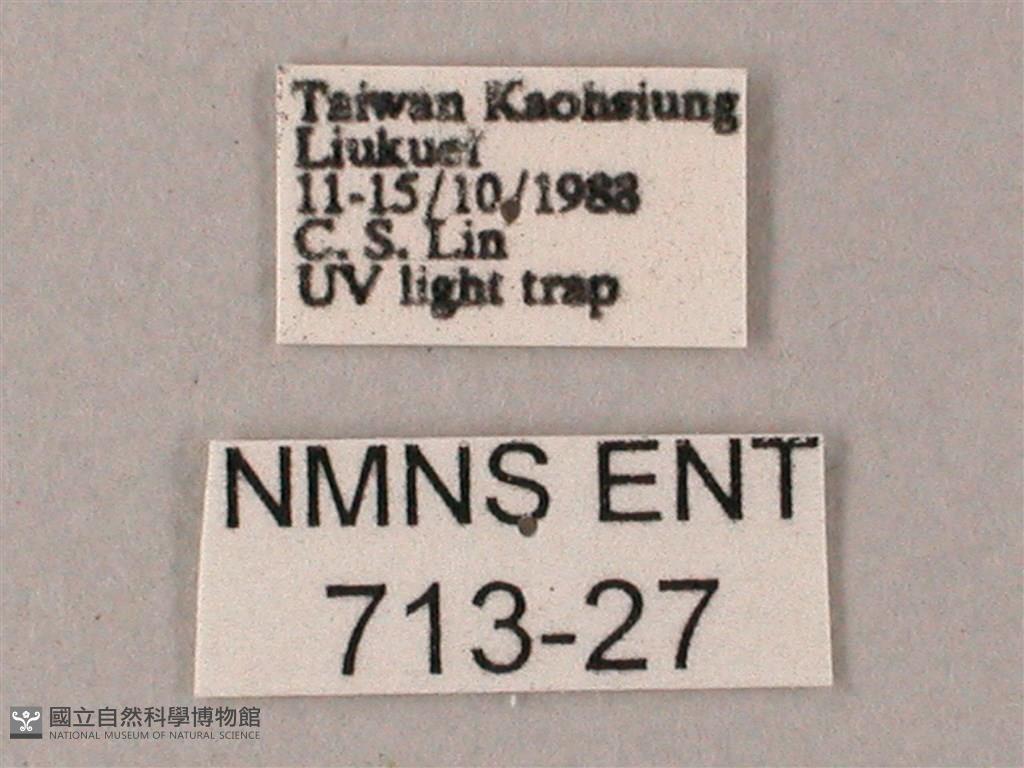 Taiwan Kaohsiung
Liukuei
11-15/10/1988
C. S. Lin
UV light trap
NMNS ENT
713-27
國立自然科學博物館
NATIONAL MUSEUM OF NATURAL SCIENCE